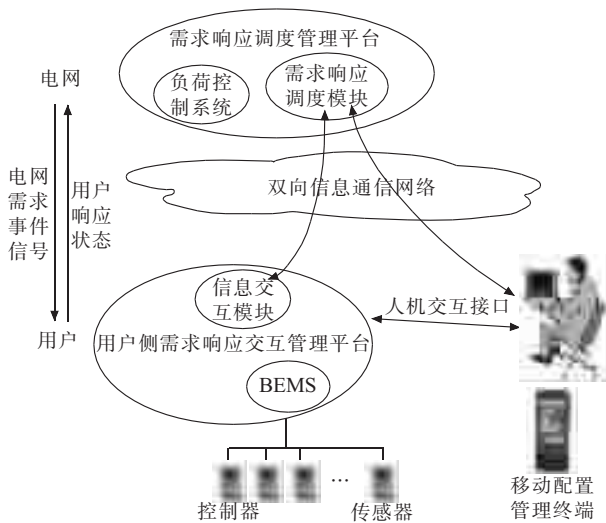 需求响应调度管理平台
电网
负荷控
制系统
需求响应
调度模块
双向信息通信网络
电网
需求
事件
信号
用户
响应
状态
信息交
互模块
人机交互接口
用户
用户侧需求响应交互管理平台
BEMS
···
控制器
传感器
移动配置
管理终端